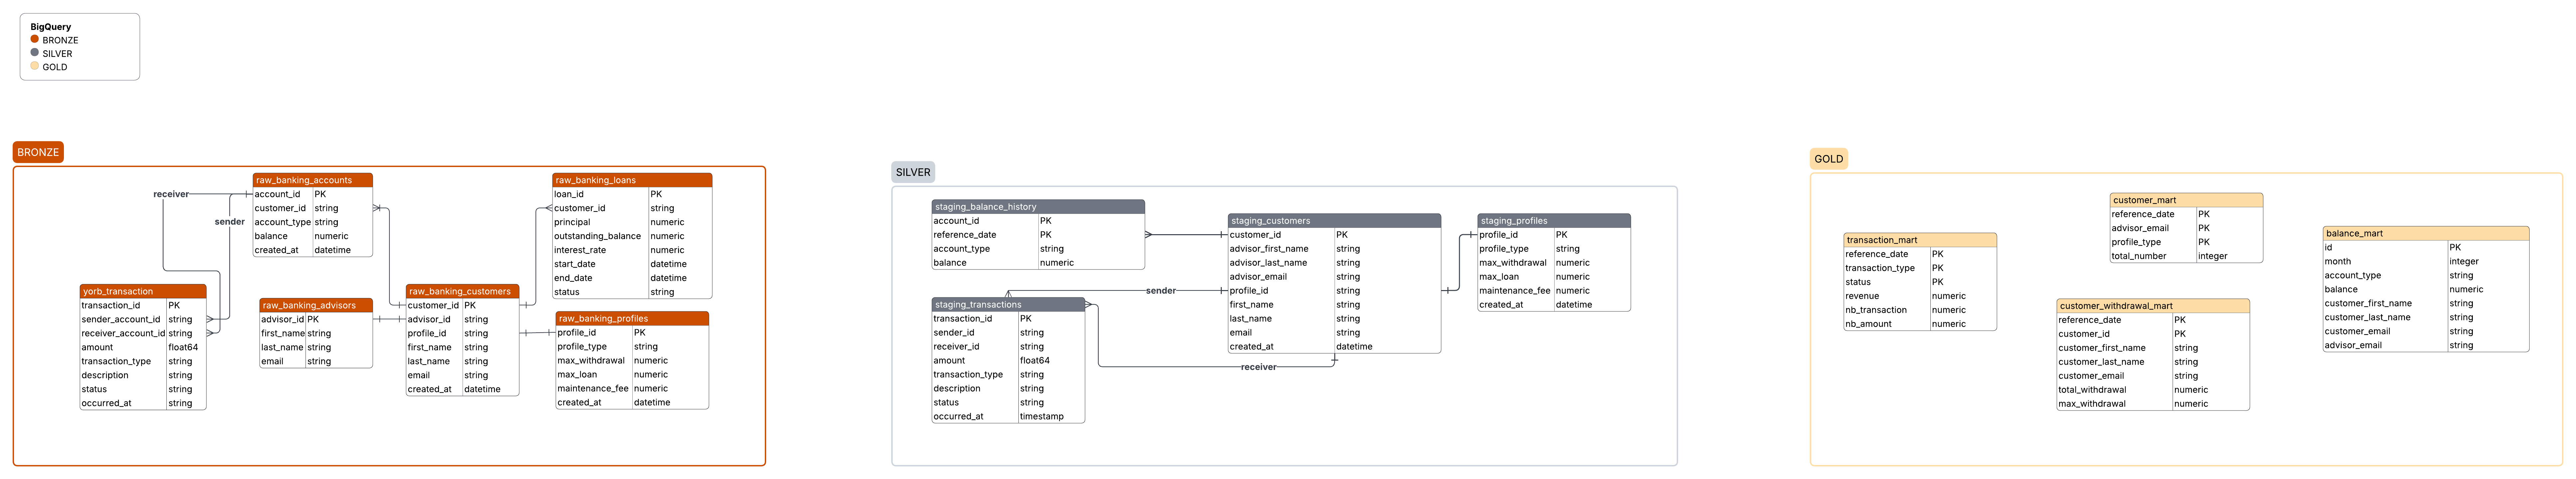 BigQuery
BRONZE
SILVER
GOLD
BRONZE
receiver
sender
raw_banking_accounts
account_id PK
customer_id string
account_type string
balance numeric
created_at datetime
raw_banking_loans
loan_id PK
customer_id string
principal numeric
outstanding_balance numeric
interest_rate numeric
start_date datetime
end_date datetime
status string
yorb_transaction
transaction_id PK
sender_account_id string
receiver_account_id string
amount float64
transaction_type string
description string
status string
occurred_at string
raw_banking_advisors
advisor_id PK
first_name string
last_name string
email string
raw_banking_customers
customer_id PK
advisor_id string
profile_id string
first_name string
last_name string
email string
created_at datetime
raw_banking_profiles
profile_id PK
profile_type string
max_withdrawal numeric
max_loan numeric
maintenance_fee numeric
created_at datetime
SILVER
staging_balance_history
account_id PK
reference_date PK
account_type string
balance numeric
staging_transactions
transaction_id PK
sender_id string
receiver_id string
amount float64
transaction_type string
description string
status string
occurred_at timestamp
sender
receiver
staging_customers
customer_id PK
advisor_first_name string
advisor_last_name string
advisor_email string
profile_id string
first_name string
last_name string
email string
created_at datetime
staging_profiles
profile_id PK
profile_type string
max_withdrawal numeric
max_loan numeric
maintenance_fee numeric
created_at datetime
GOLD
transaction_mart
reference_date PK
transaction_type PK
status PK
revenue numeric
nb_transaction numeric
nb_amount numeric
customer_mart
reference_date PK
advisor_email PK
profile_type PK
total_number integer
customer_withdrawal_mart
reference_date PK
customer_id PK
customer_first_name string
customer_last_name string
customer_email string
total_withdrawal numeric
max_withdrawal numeric
balance_mart
id PK
month integer
account_type string
balance numeric
customer_first_name string
customer_last_name string
customer_email string
advisor_email string